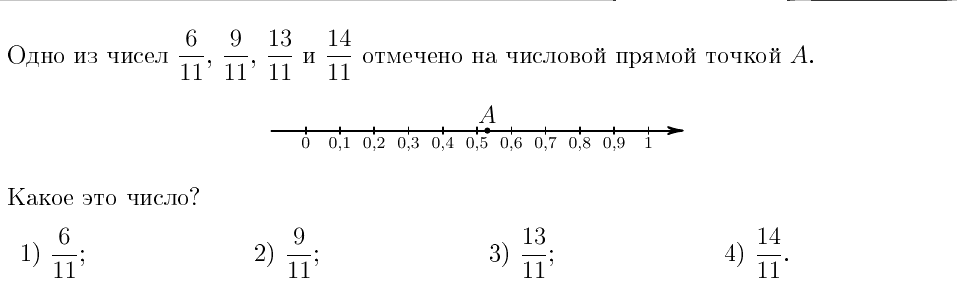 Одно из чисел 6/11, 9/11, 13/11 и 14/11 отмечено на числовой прямой точкой A.
A
0 0,1 0,2 0,3 0,4 0,5 0,6 0,7 0,8 0,9 1
Какое это число?
1) 6/11; 2) 9/11; 3) 13/11; 4) 14/11.